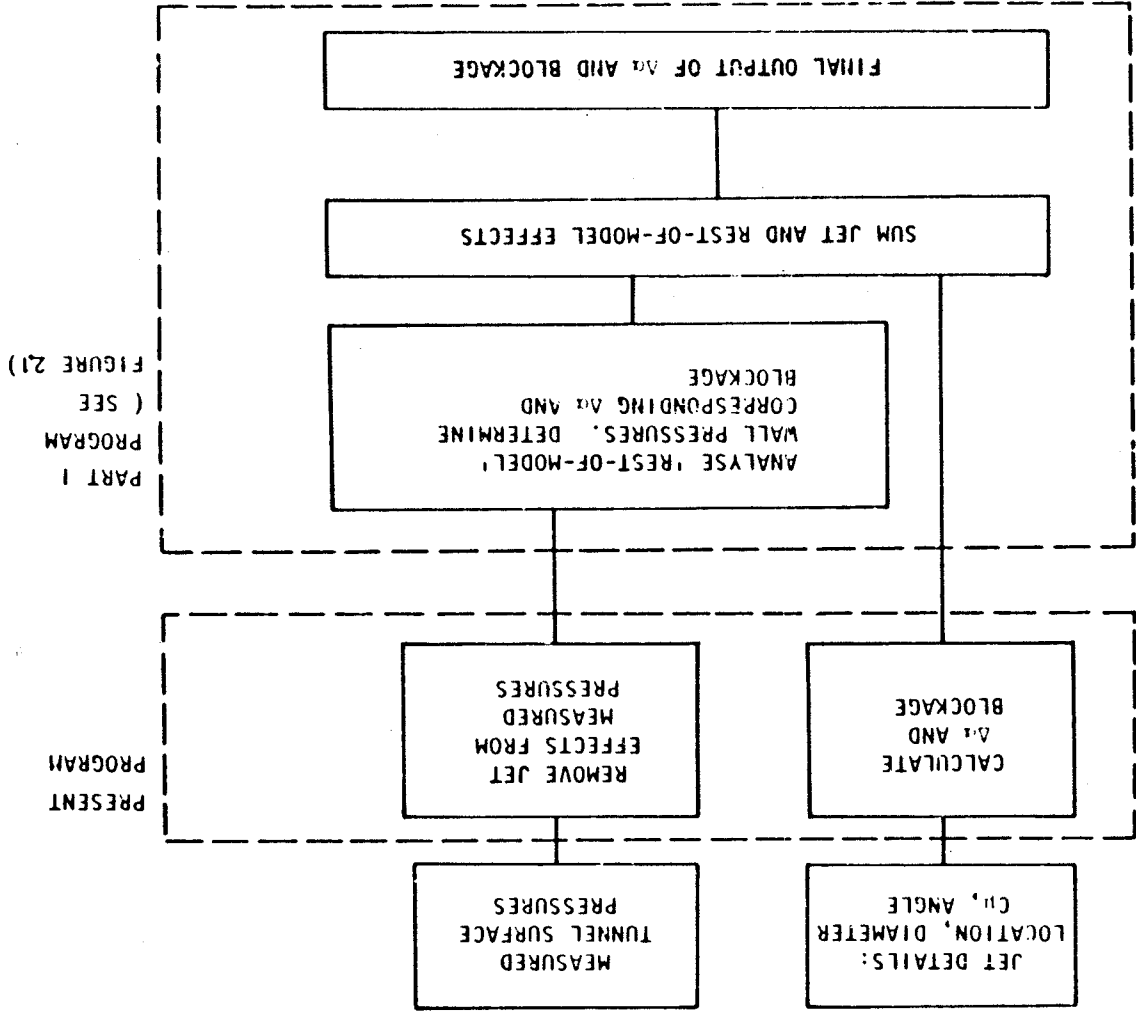 JET DETAILS:
LOCATION, DIAMETER
Cμ, ANGLE
MEASURED
TUNNEL SURFACE
PRESSURES
CALCULATE
Δα AND
BLOCKAGE
REMOVE JET
EFFECTS FROM
MEASURED
PRESSURES
PRESENT
PROGRAM
ANALYSE 'REST-OF-MODEL'
WALL PRESSURES. DETERMINE
CORRESPONDING Δα AND
BLOCKAGE
PART I
PROGRAM
( SEE
FIGURE 2.1)
SUM JET AND REST-OF-MODEL EFFECTS
FINAL OUTPUT OF Δα AND BLOCKAGE